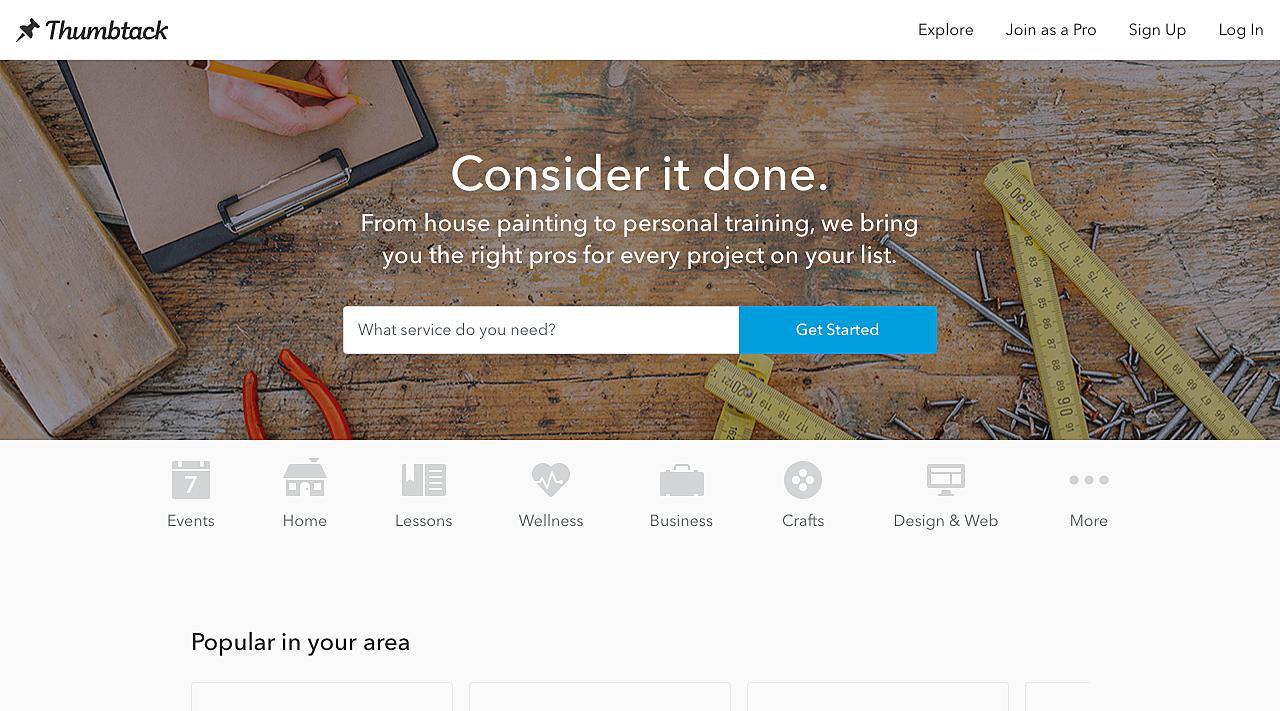 Thumbtack
Explore
Join as a Pro
Sign Up
Log In
Consider it done.
From house painting to personal training, we bring
you the right pros for every project on your list.
What service do you need?
Get Started
7
Events
Home
Lessons
Wellness
Business
Crafts
Design & Web
More
Popular in your area